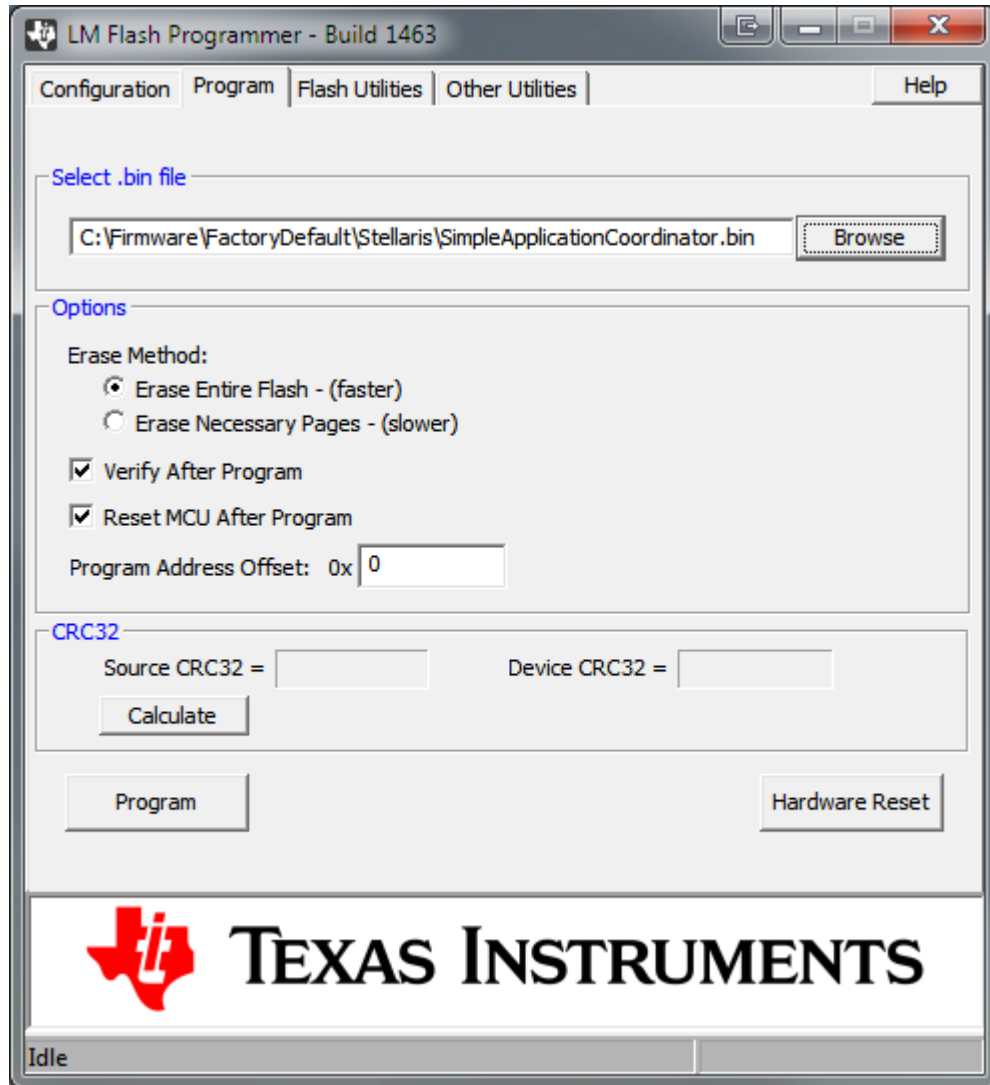 LM Flash Programmer - Build 1463
Configuration Program Flash Utilities Other Utilities Help
Select .bin file
C:\Firmware\FactoryDefault\Stellaris\SimpleApplicationCoordinator.bin Browse
Options
Erase Method:
Erase Entire Flash - (faster)
Erase Necessary Pages - (slower)
Verify After Program
Reset MCU After Program
Program Address Offset: 0x 0
CRC32
Source CRC32 = Device CRC32 =
Calculate
Program Hardware Reset
TEXAS INSTRUMENTS
Idle